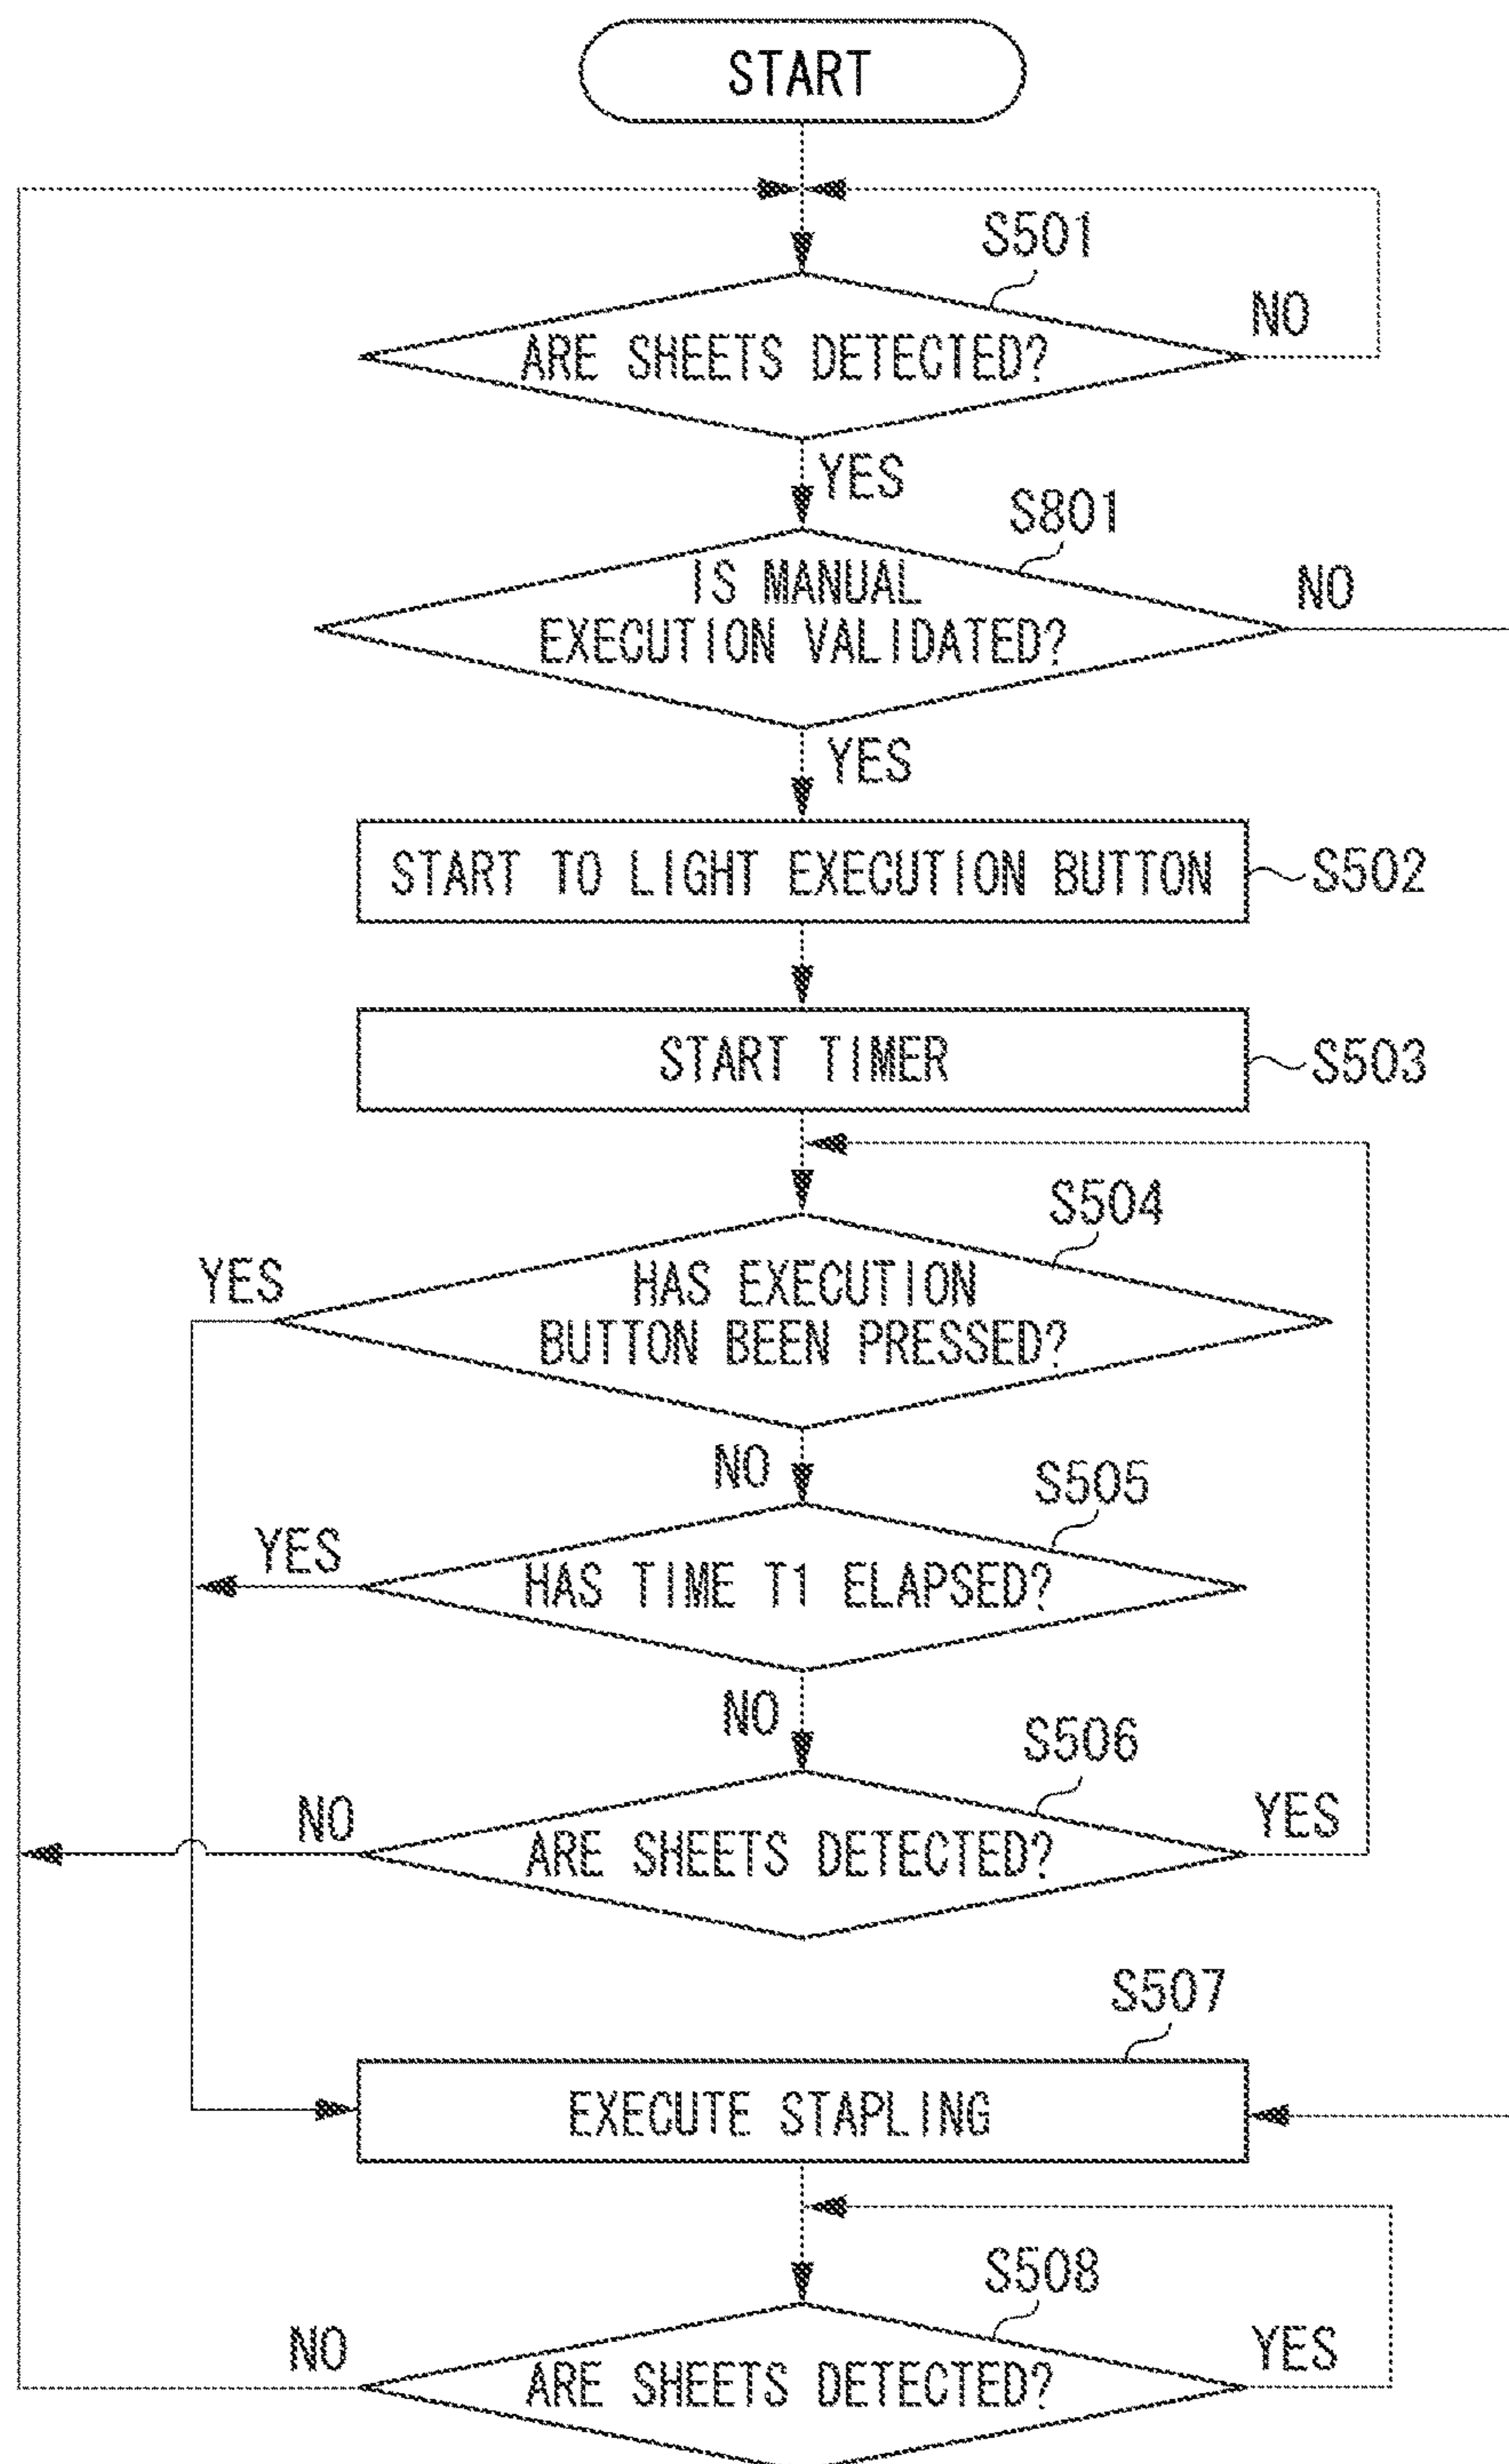 START
S501
NO
ARE SHEETS DETECTED?
YES
S801
IS MANUAL
EXECUTION VALIDATED?
NO
YES
START TO LIGHT EXECUTION BUTTON
S502
START TIMER
S503
S504
YES
HAS EXECUTION
BUTTON BEEN PRESSED?
NO
S505
YES
HAS TIME T1 ELAPSED?
NO
S506
NO
YES
ARE SHEETS DETECTED?
S507
EXECUTE STAPLING
S508
NO
YES
ARE SHEETS DETECTED?